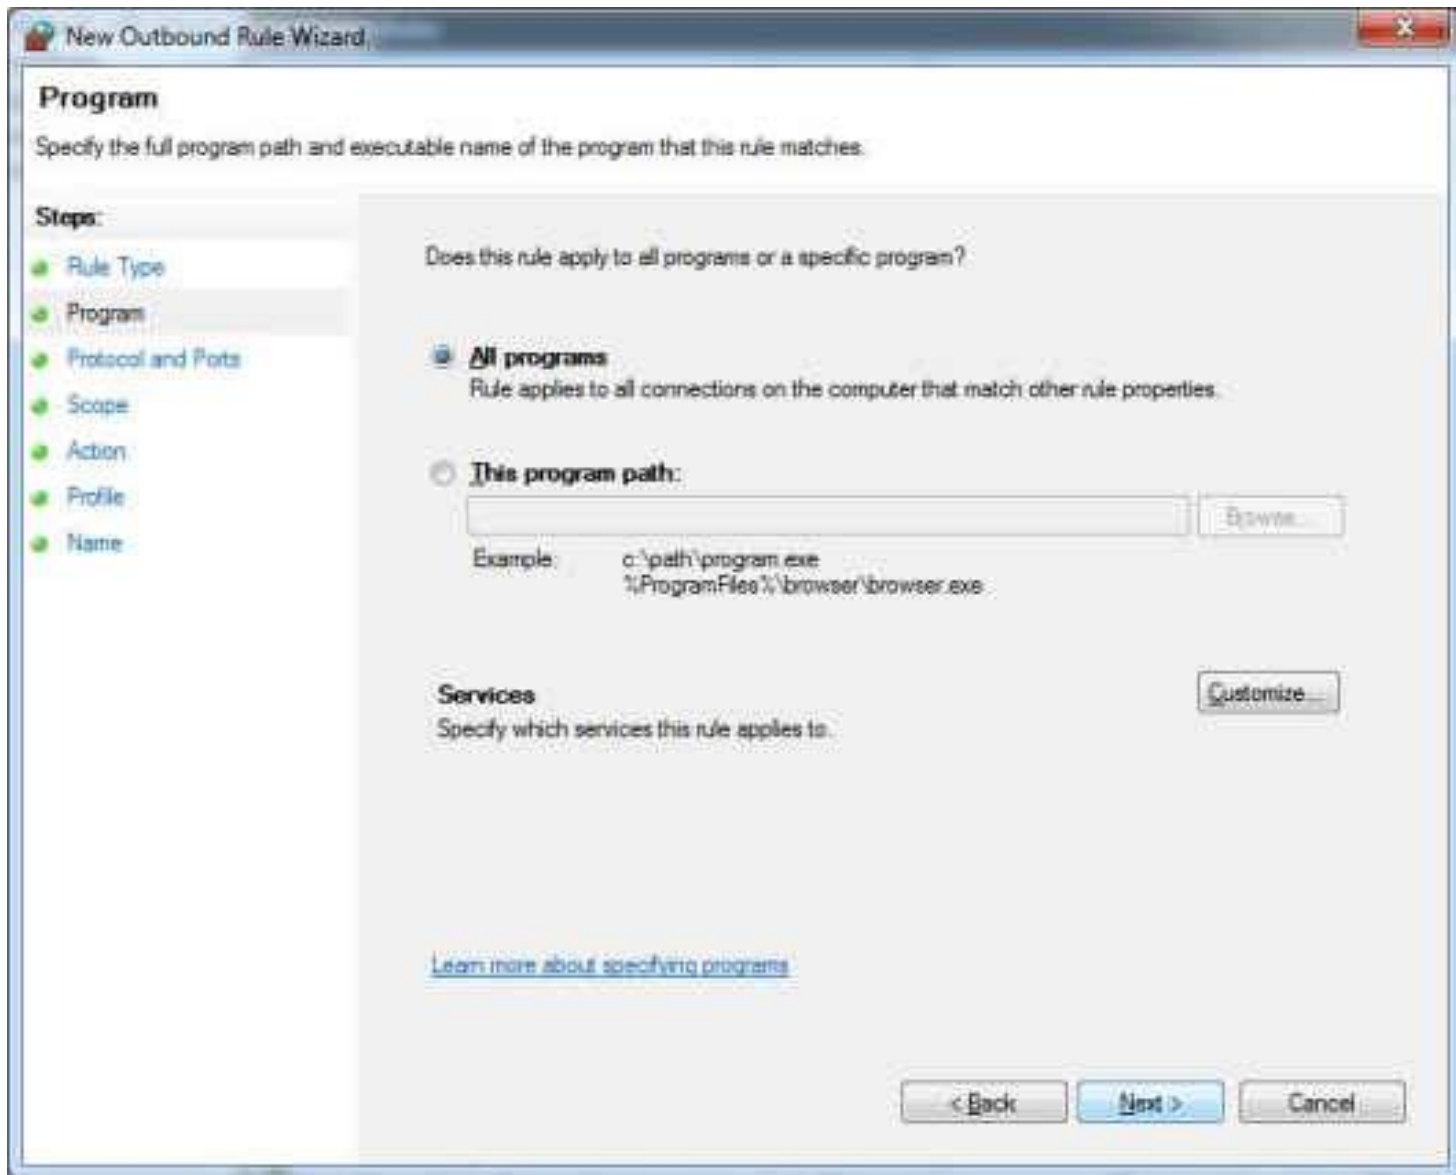 New Outbound Rule Wizard
Program
Specify the full program path and executable name of the program that this rule matches.
Steps:
Rule Type
Program
Protocol and Ports
Scope
Action
Profile
Name
Does this rule apply to all programs or a specific program?
All programs
Rule applies to all connections on the computer that match other rule properties.
This program path:
Browse...
Example: c:\path\program.exe
%ProgramFiles%\browser\browser.exe
Services
Customize...
Specify which services this rule applies to.
Learn more about specifying programs
< Back Next > Cancel